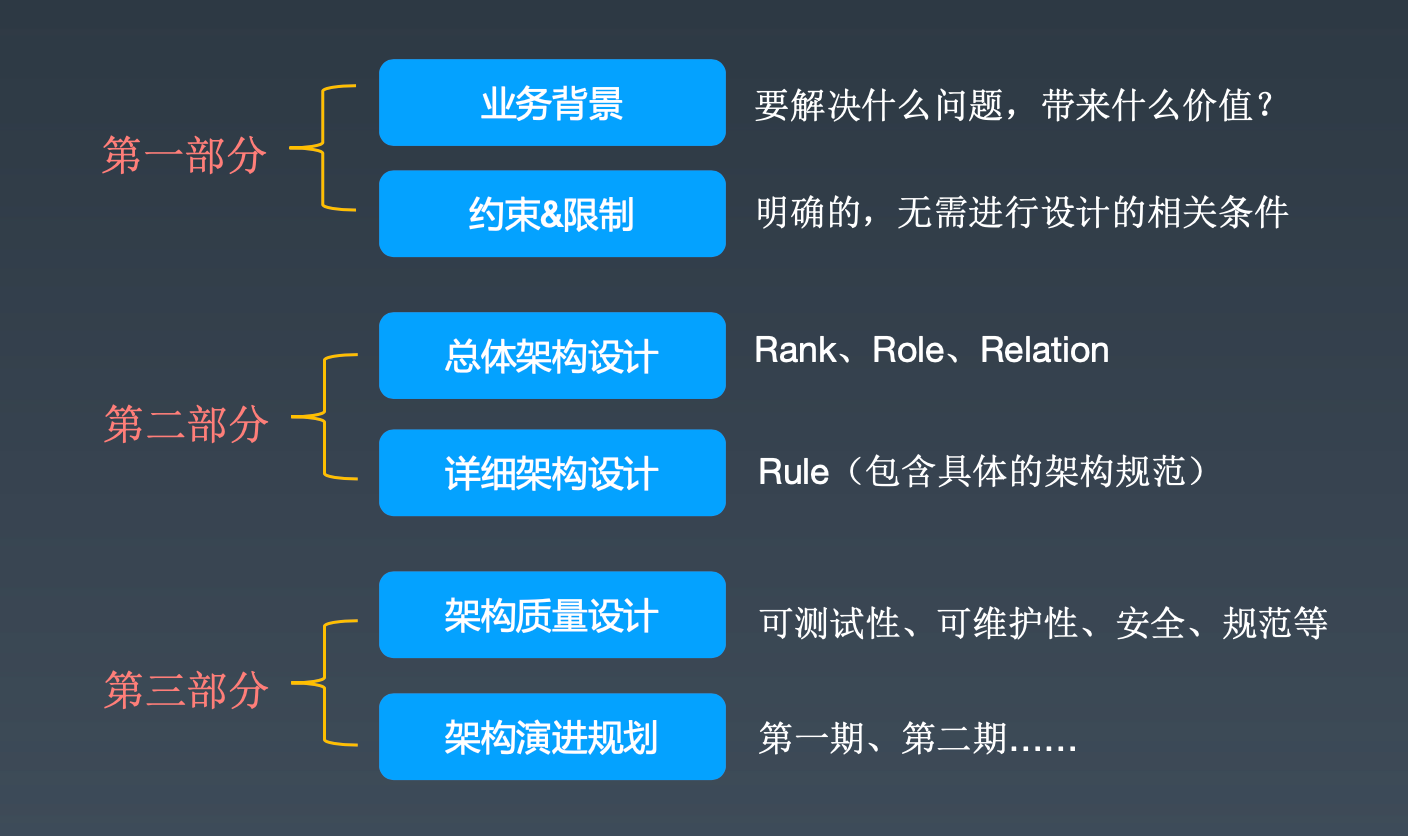 第一部分
业务背景
要解决什么问题，带来什么价值？
约束&限制
明确的，无需进行设计的相关条件
第二部分
总体架构设计
Rank、Role、Relation
详细架构设计
Rule（包含具体的架构规范）
第三部分
架构质量设计
可测试性、可维护性、安全、规范等
架构演进规划
第一期、第二期……